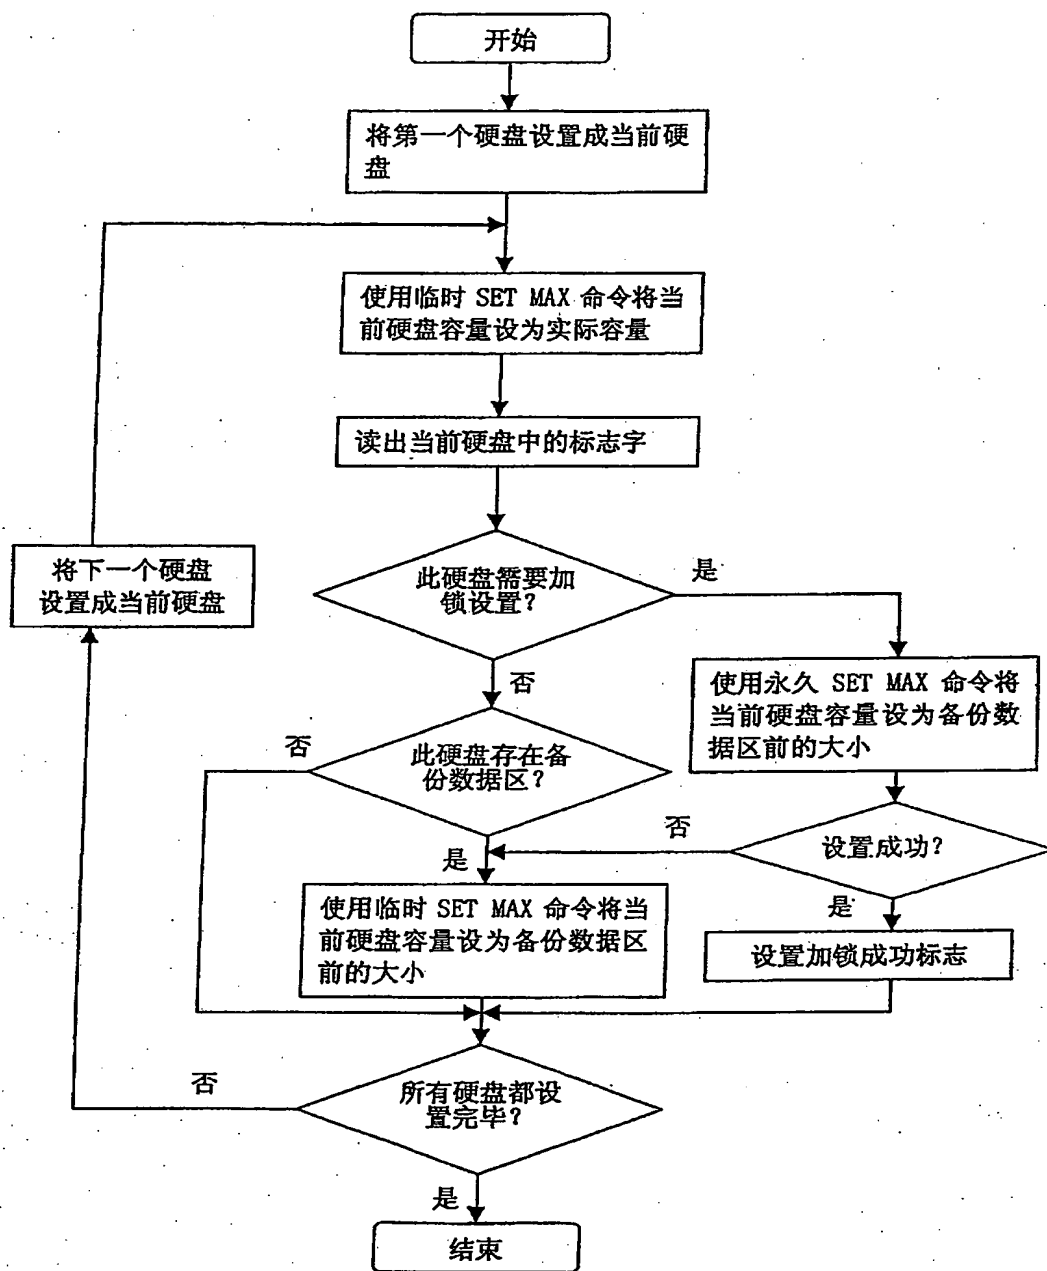 开始
将第一个硬盘设置成当前硬
盘
使用临时 SET MAX 命令将当
前硬盘容量设为实际容量
读出当前硬盘中的标志字
将下一个硬盘
设置成当前硬盘
此硬盘需要加
锁设置?
是
否
使用永久 SET MAX 命令将
当前硬盘容量设为备份数
据区前的大小
否
此硬盘存在备
份数据区?
否
设置成功?
是
是
使用临时 SET MAX 命令将当
前硬盘容量设为备份数据区
前的大小
设置加锁成功标志
否
所有硬盘都设
置完毕?
是
结束